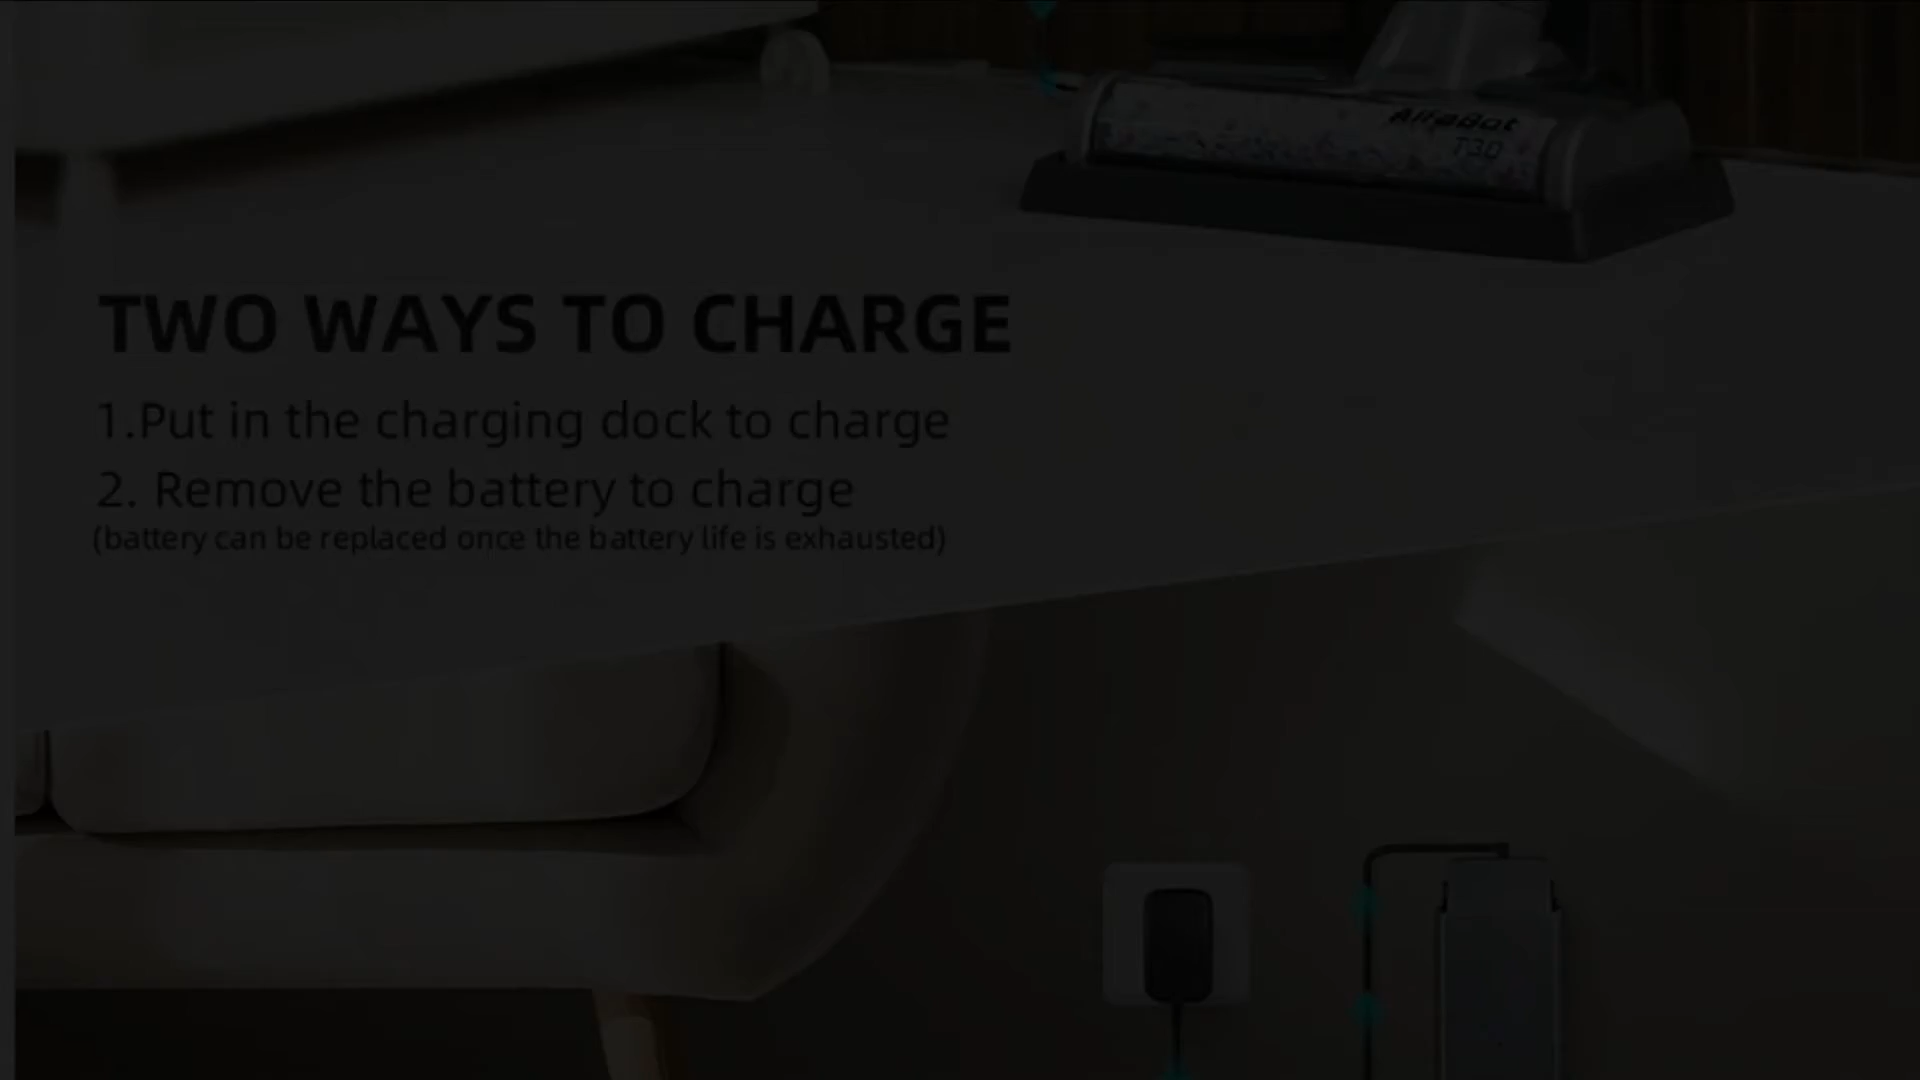 AlfaBot
T30
TWO WAYS TO CHARGE
1.Put in the charging dock to charge
2. Remove the battery to charge
(battery can be replaced once the battery life is exhausted)